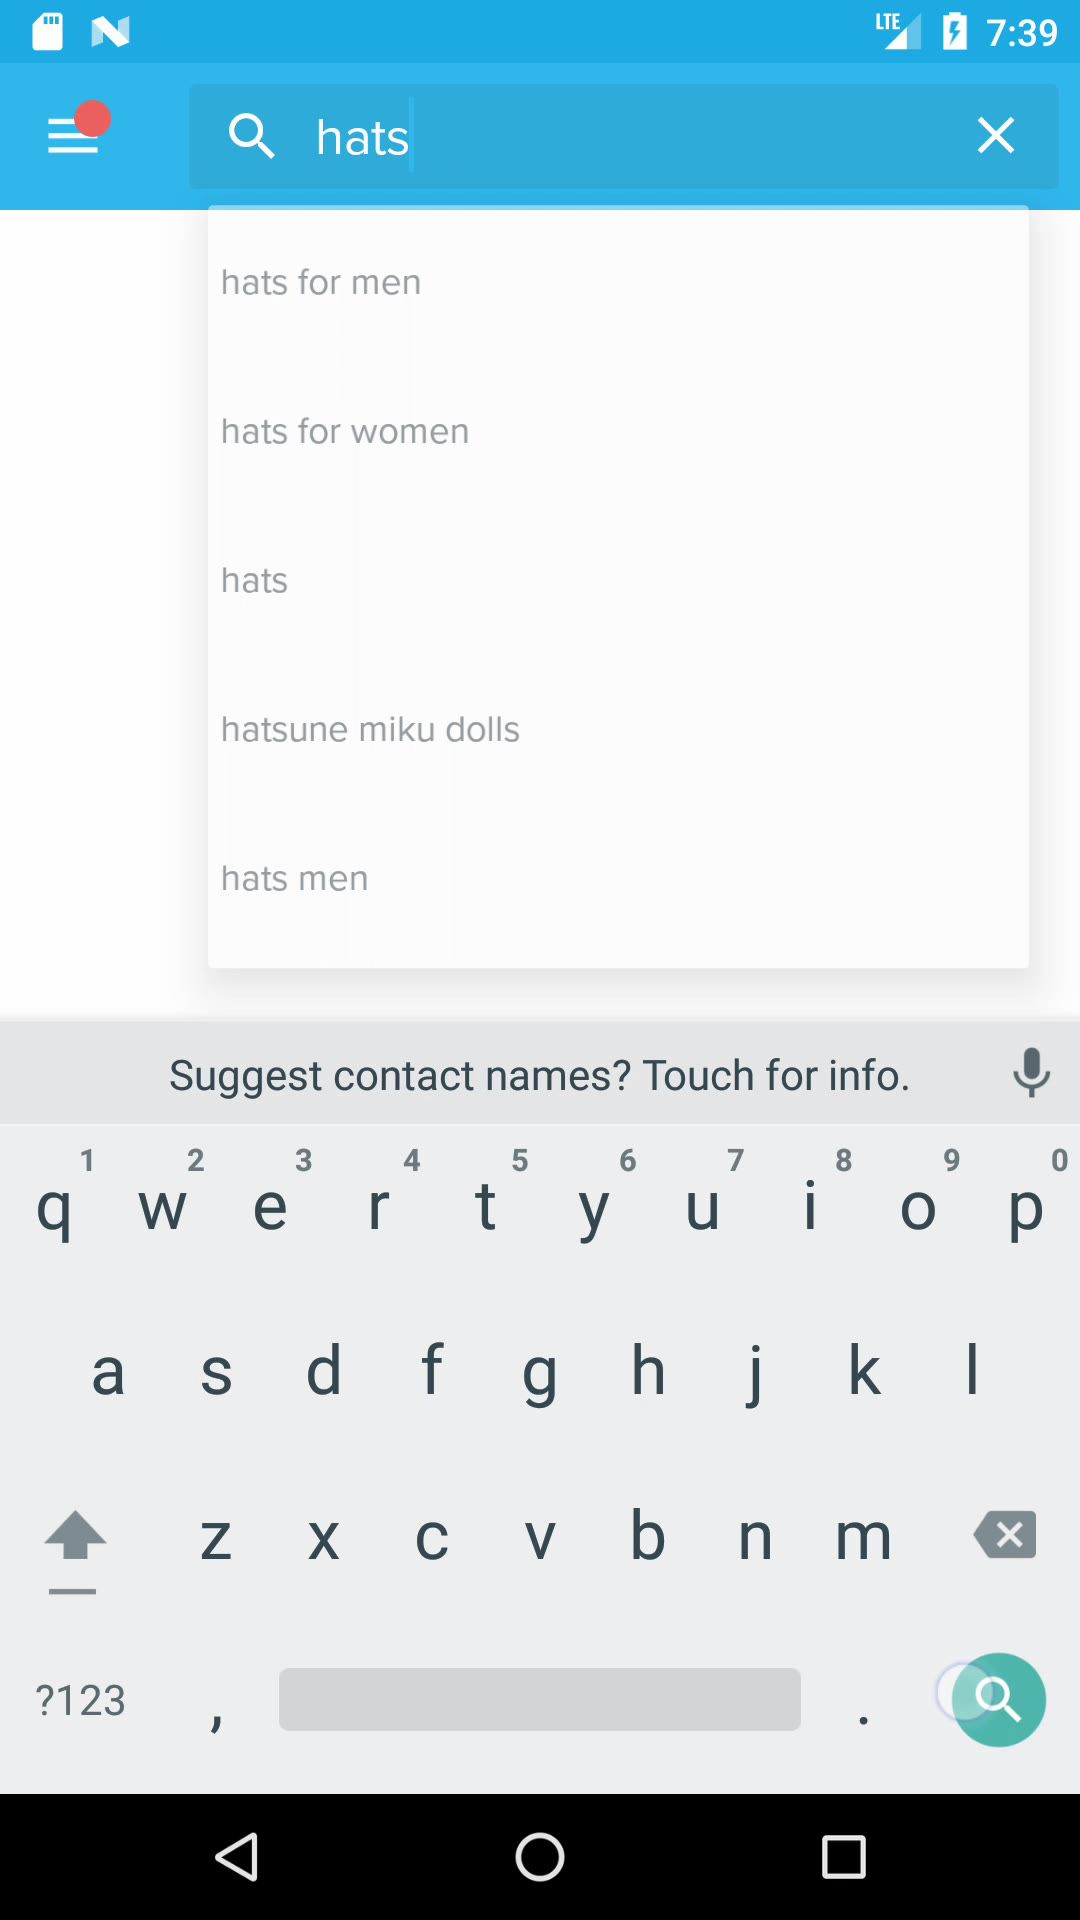 LTE 7:39
hats
hats for men
hats for women
hats
hatsune miku dolls
hats men
Suggest contact names? Touch for info.
1 2 3 4 5 6 7 8 9 0
q w e r t y u i o p
a s d f g h j k l
z x c v b n m
?123 , .